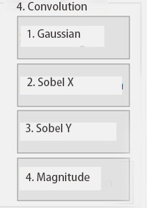 4. Convolution
1. Gaussian
2. Sobel X
3. Sobel Y
4. Magnitude